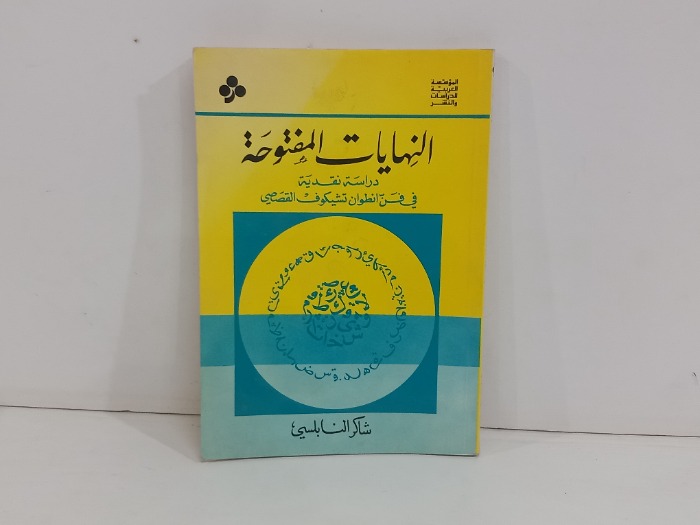 المؤسسة
العربية
للدراسات
والنشر
النهايات المفتوحة
دراسة نقدية
في فن انطوان تشيكوف القصصي
شاكر النابلسي